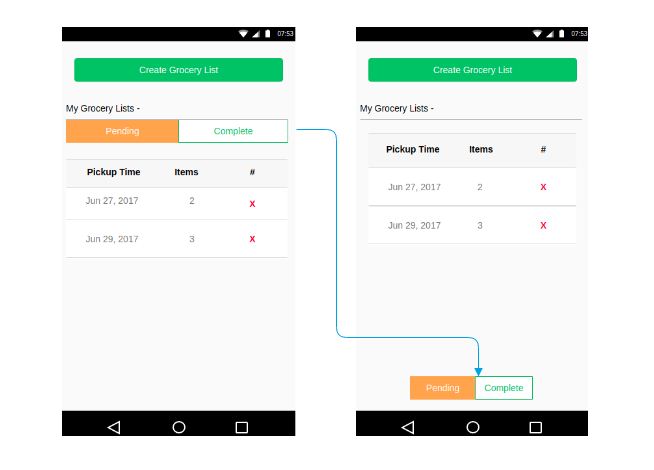 07:53
Create Grocery List
My Grocery Lists -
Pending Complete
Pickup Time Items #
Jun 27, 2017 2 X
Jun 29, 2017 3 X
07:53
Create Grocery List
My Grocery Lists -
Pickup Time Items #
Jun 27, 2017 2 X
Jun 29, 2017 3 X
Pending Complete